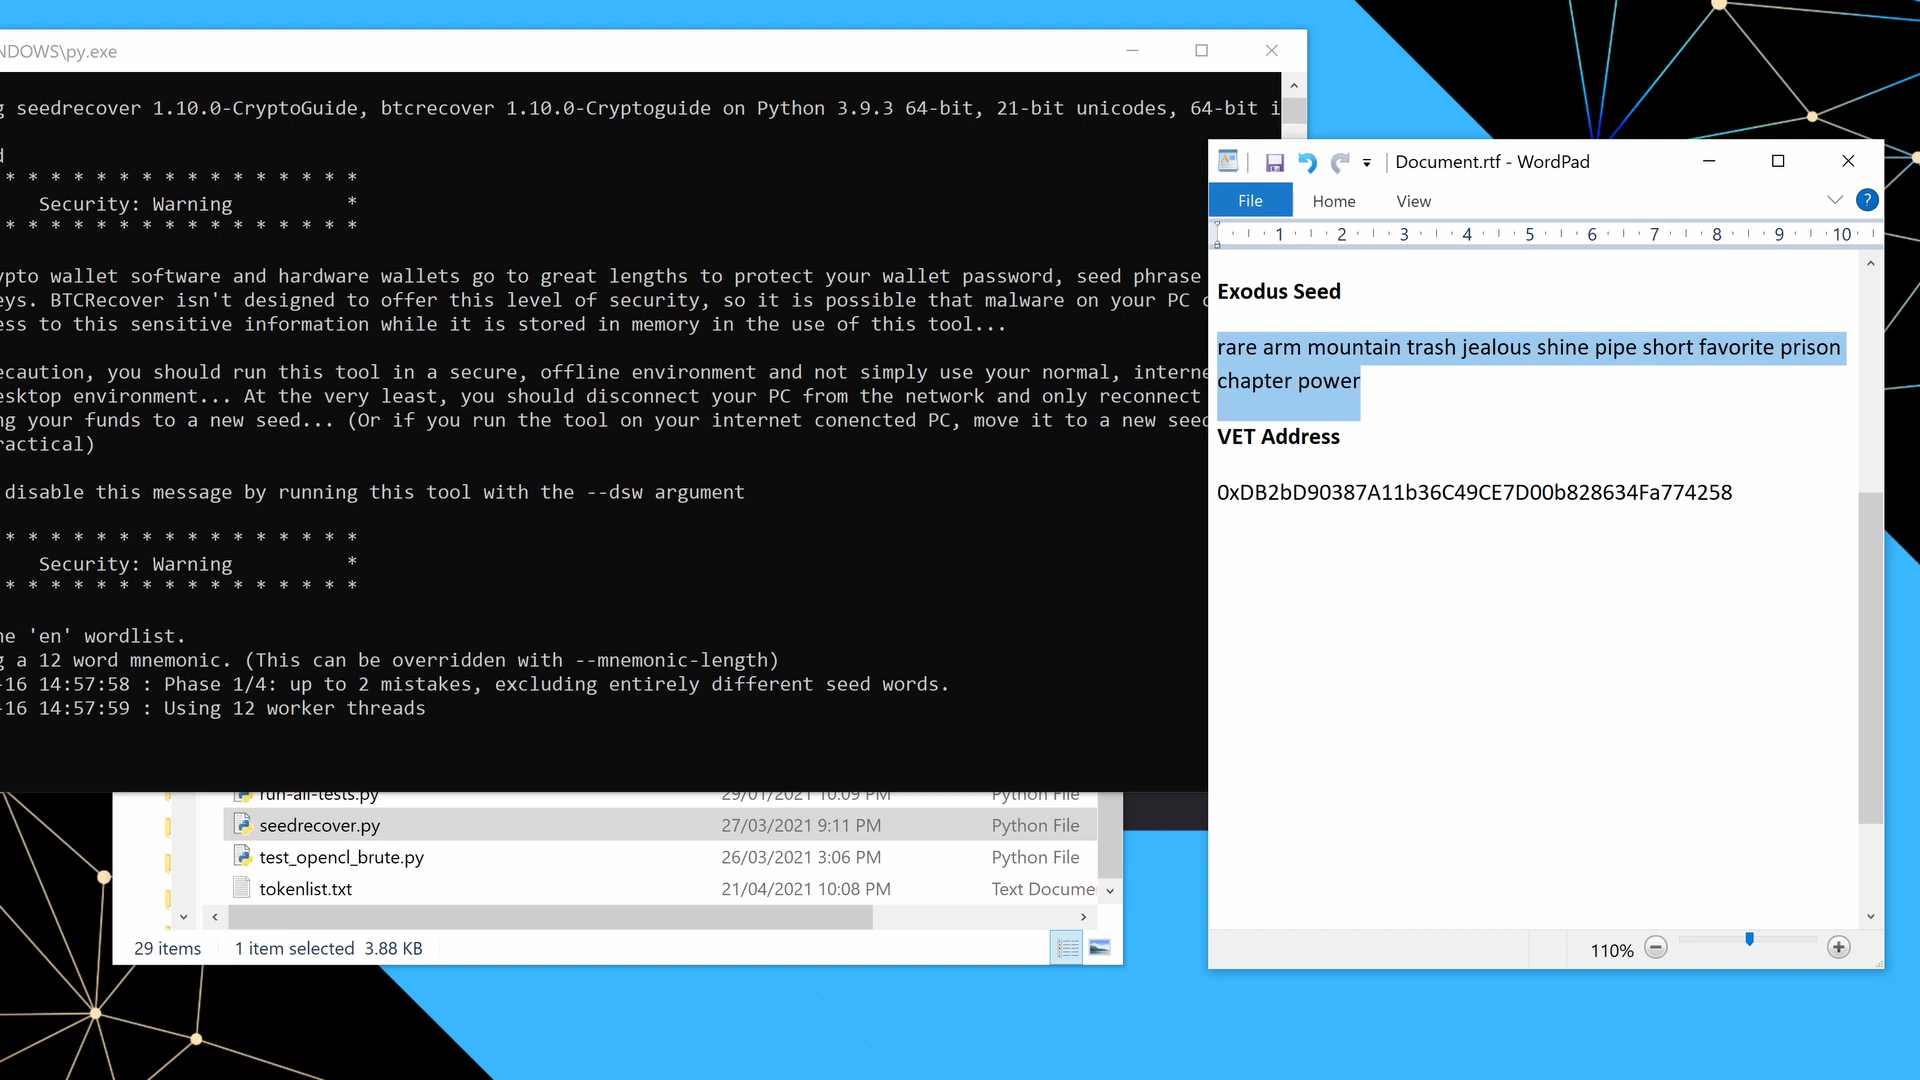 NDOWS\py.exe
g seedrecover 1.10.0-CryptoGuide, btcrecover 1.10.0-Cryptoguide on Python 3.9.3 64-bit, 21-bit unicodes, 64-bit i
d
* * * * * * * * * * * * * * * *
Security: Warning *
* * * * * * * * * * * * * * * *
ypto wallet software and hardware wallets go to great lengths to protect your wallet password, seed phrase
eys. BTCRecover isn't designed to offer this level of security, so it is possible that malware on your PC
ess to this sensitive information while it is stored in memory in the use of this tool...
ecaution, you should run this tool in a secure, offline environment and not simply use your normal, interne
esktop environment... At the very least, you should disconnect your PC from the network and only reconnect
ng your funds to a new seed... (Or if you run the tool on your internet conencted PC, move it to a new seed
ractical)
disable this message by running this tool with the --dsw argument
* * * * * * * * * * * * * * * *
Security: Warning *
* * * * * * * * * * * * * * * *
he 'en' wordlist.
g a 12 word mnemonic. (This can be overridden with --mnemonic-length)
-16 14:57:58 : Phase 1/4: up to 2 mistakes, excluding entirely different seed words.
-16 14:57:59 : Using 12 worker threads
run-all-tests.py 29/01/2021 10:09 PM Python File
seedrecover.py 27/03/2021 9:11 PM Python File
test_opencl_brute.py 26/03/2021 3:06 PM Python File
tokenlist.txt 21/04/2021 10:08 PM Text Docume
29 items 1 item selected 3.88 KB
Document.rtf - WordPad
File Home View
1 2 3 4 5 6 7 8 9 10
Exodus Seed
rare arm mountain trash jealous shine pipe short favorite prison
chapter power
VET Address
0xDB2bD90387A11b36C49CE7D00b828634Fa774258
110%